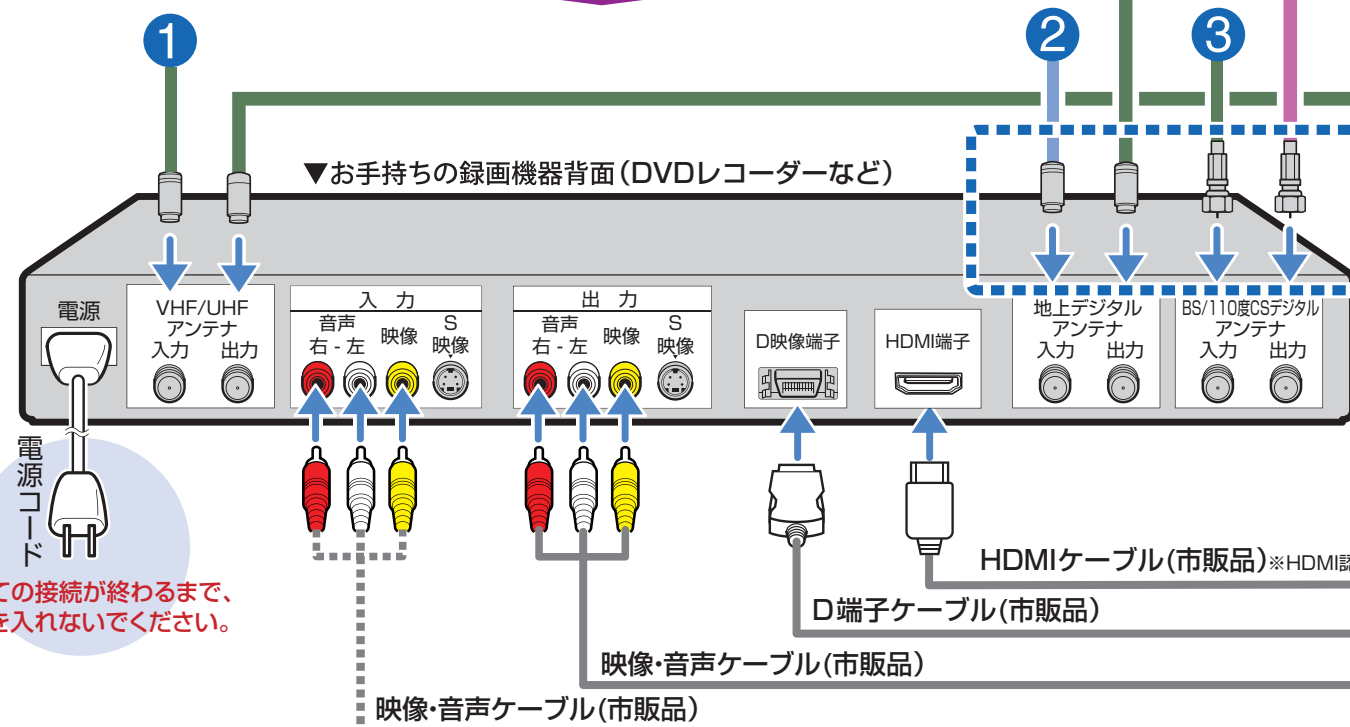 1
2
3
▼お手持ちの録画機器背面(DVDレコーダーなど)
電源
VHF/UHF
アンテナ
入力 出力
入 力
音声
右 - 左
映像
S
映像
出 力
音声
右 - 左
映像
S
映像
D映像端子
HDMI端子
地上デジタル
アンテナ
入力 出力
BS/110度CSデジタル
アンテナ
入力 出力
電源コード
ての接続が終わるまで、
を入れないでください。
HDMIケーブル(市販品)※HDMI認
D端子ケーブル(市販品)
映像・音声ケーブル(市販品)
映像・音声ケーブル(市販品)